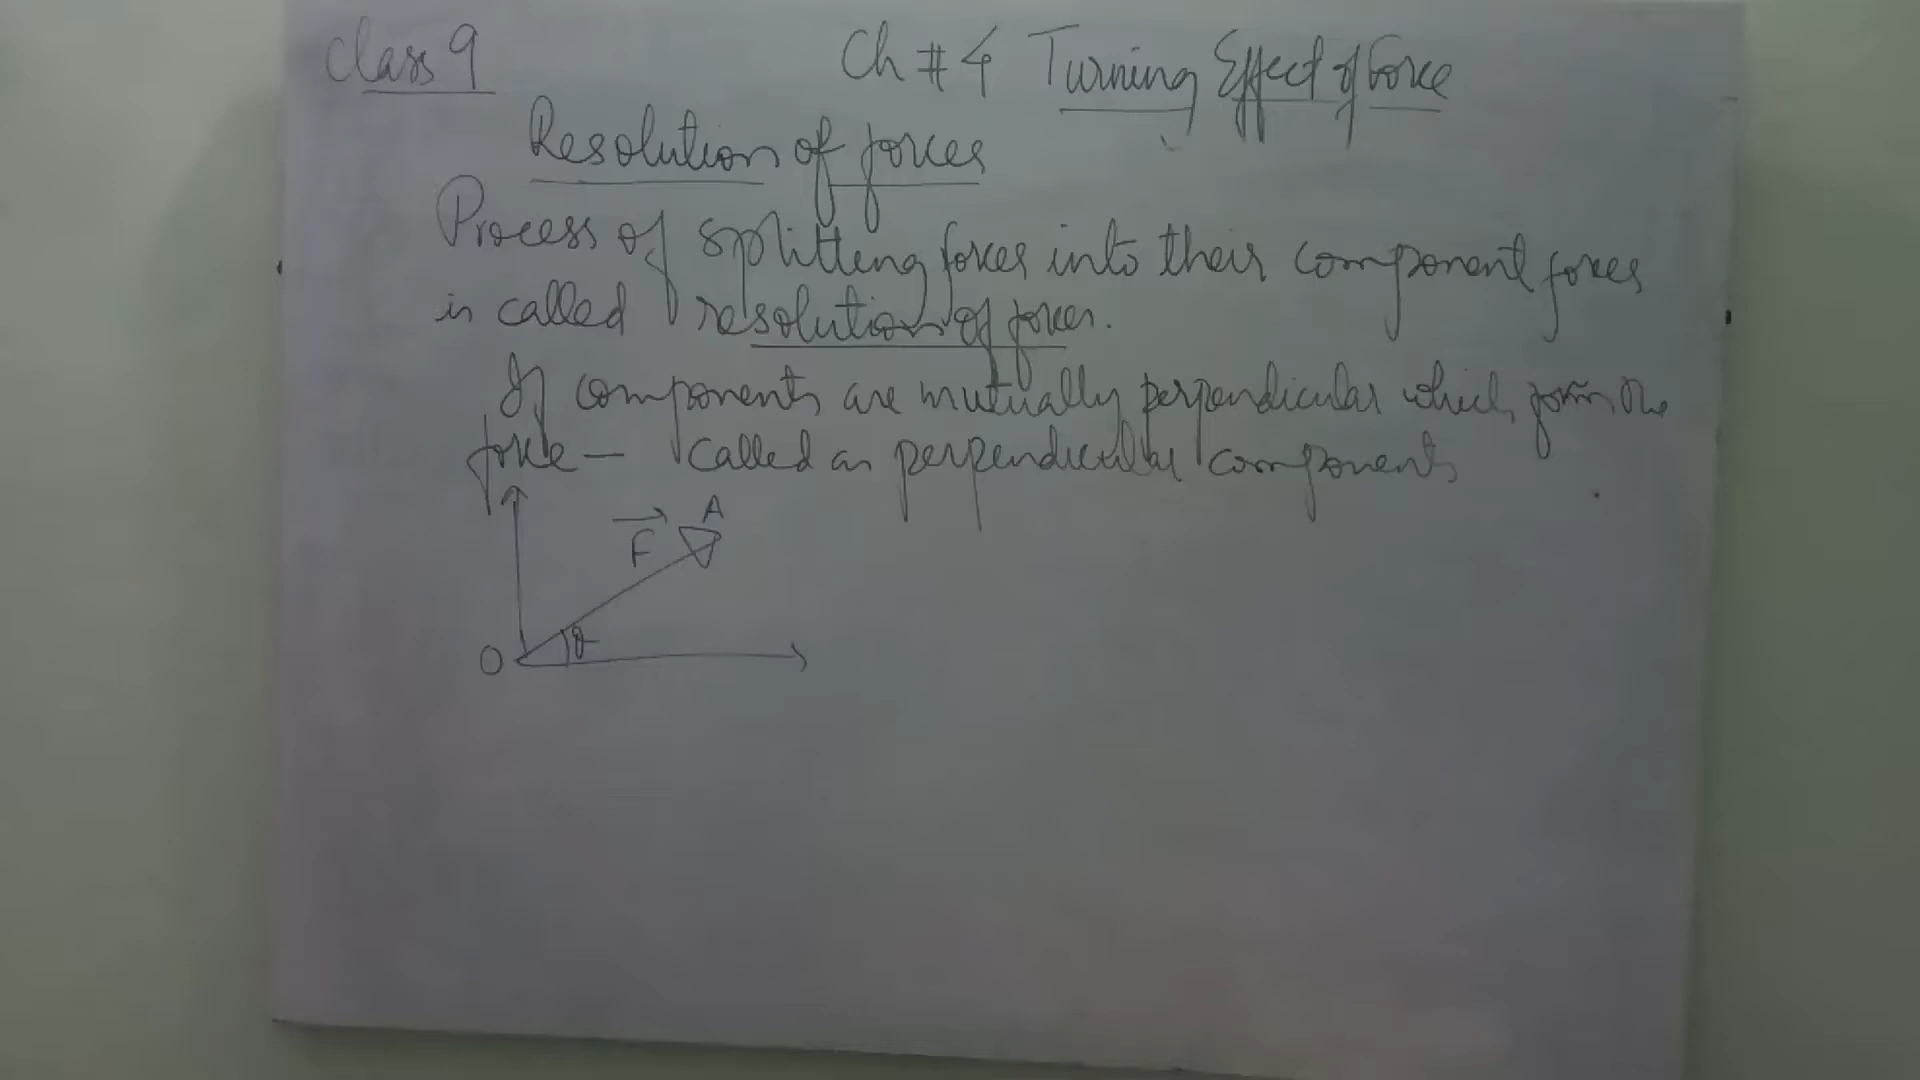 Class 9 Ch # 4 Turning Effect of Force
Resolution of forces
Process of splitting forces into their component forces
is called resolution of forces.
If components are mutually perpendicular which form the
force — called as perpendicular components
F A
O θ